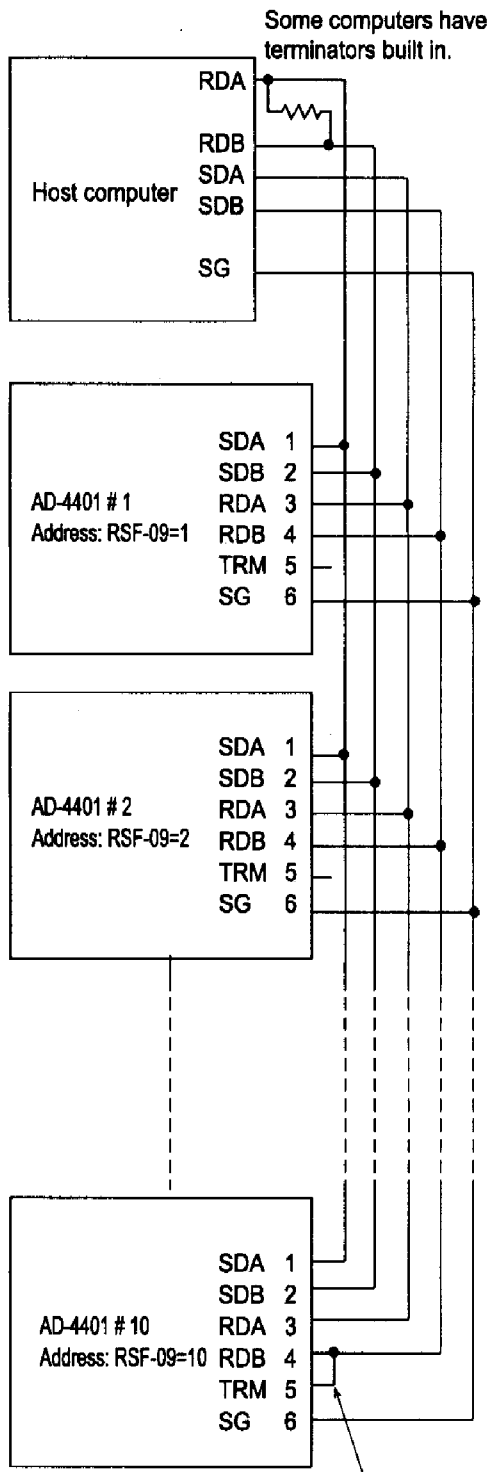 Some computers have
terminators built in.
RDA
RDB
Host computer
SDA
SDB
SG
SDA 1
SDB 2
AD-4401 # 1
RDA 3
Address: RSF-09=1
RDB 4
TRM 5
SG 6
SDA 1
SDB 2
AD-4401 # 2
RDA 3
Address: RSF-09=2
RDB 4
TRM 5
SG 6
SDA 1
SDB 2
AD-4401 # 10
RDA 3
Address: RSF-09=10
RDB 4
TRM 5
SG 6